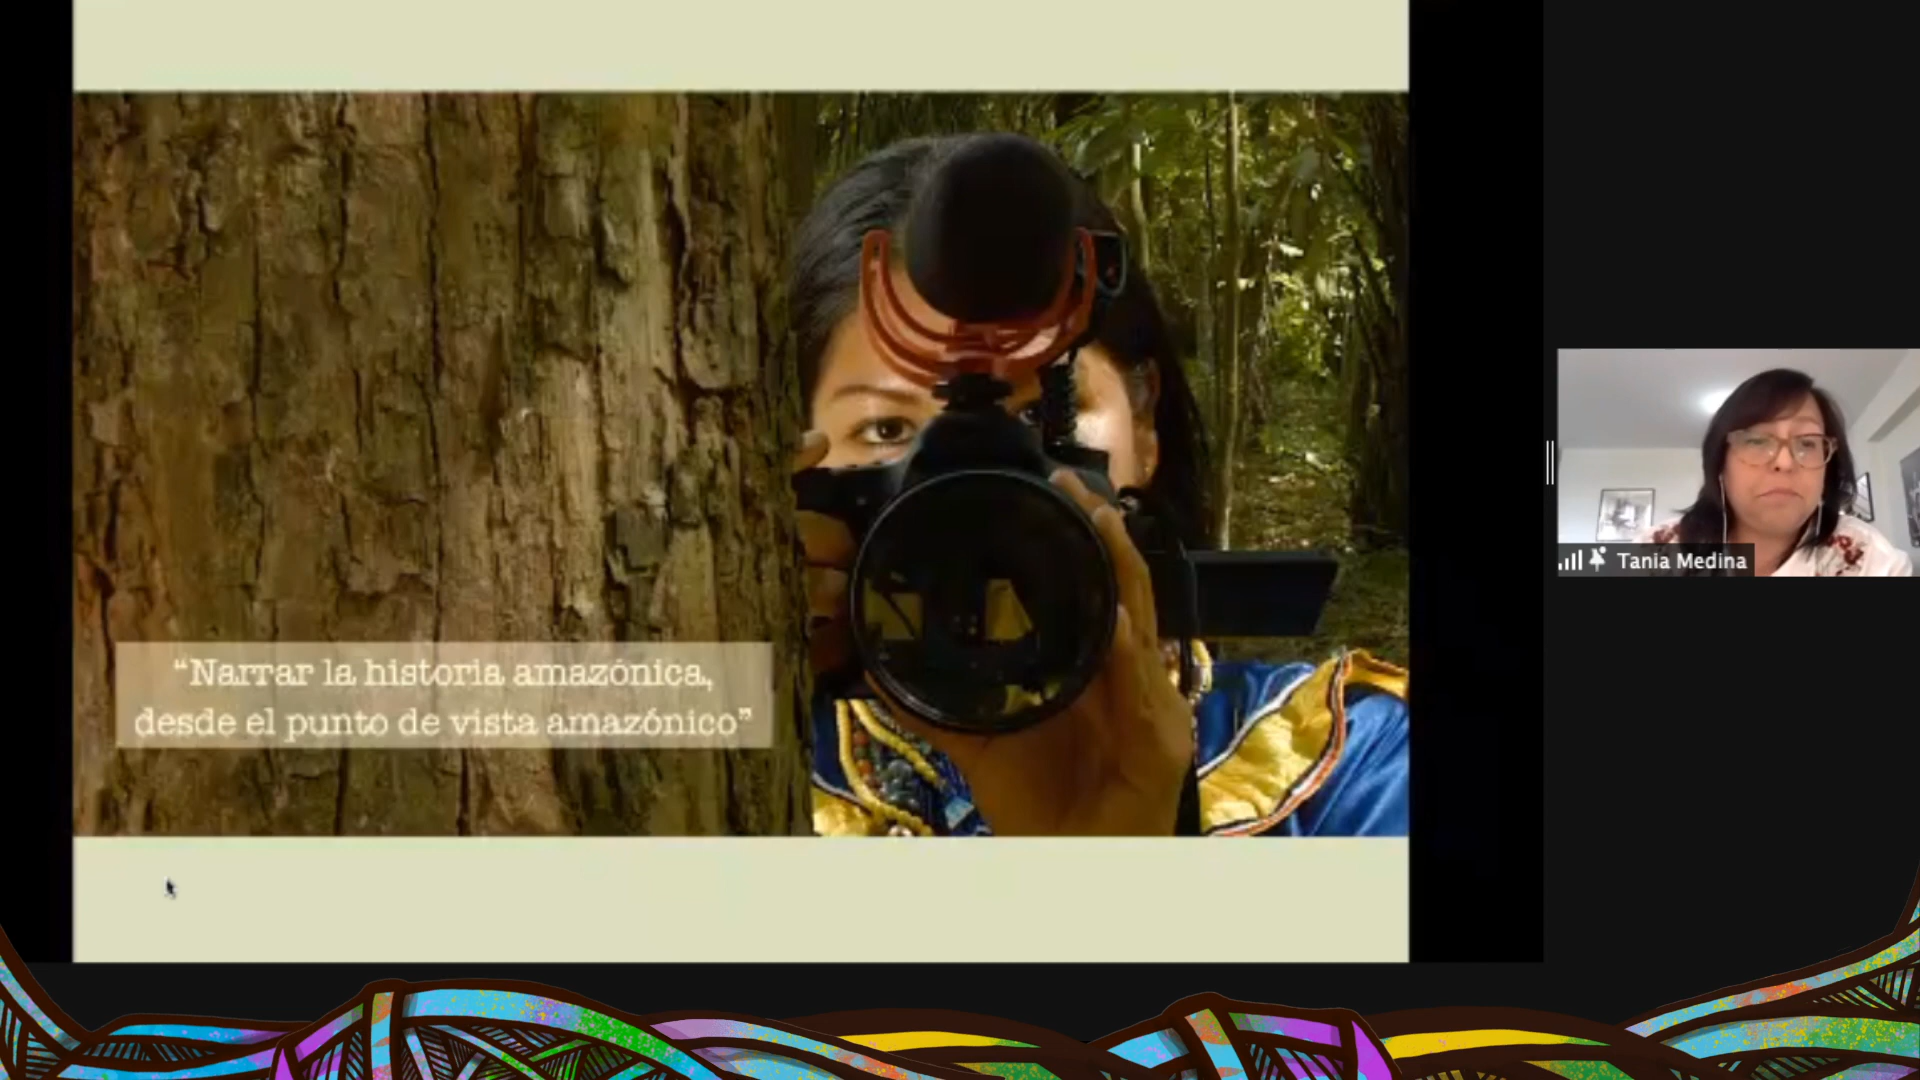 “Narrar la historia amazónica,
desde el punto de vista amazónico”
Tania Medina